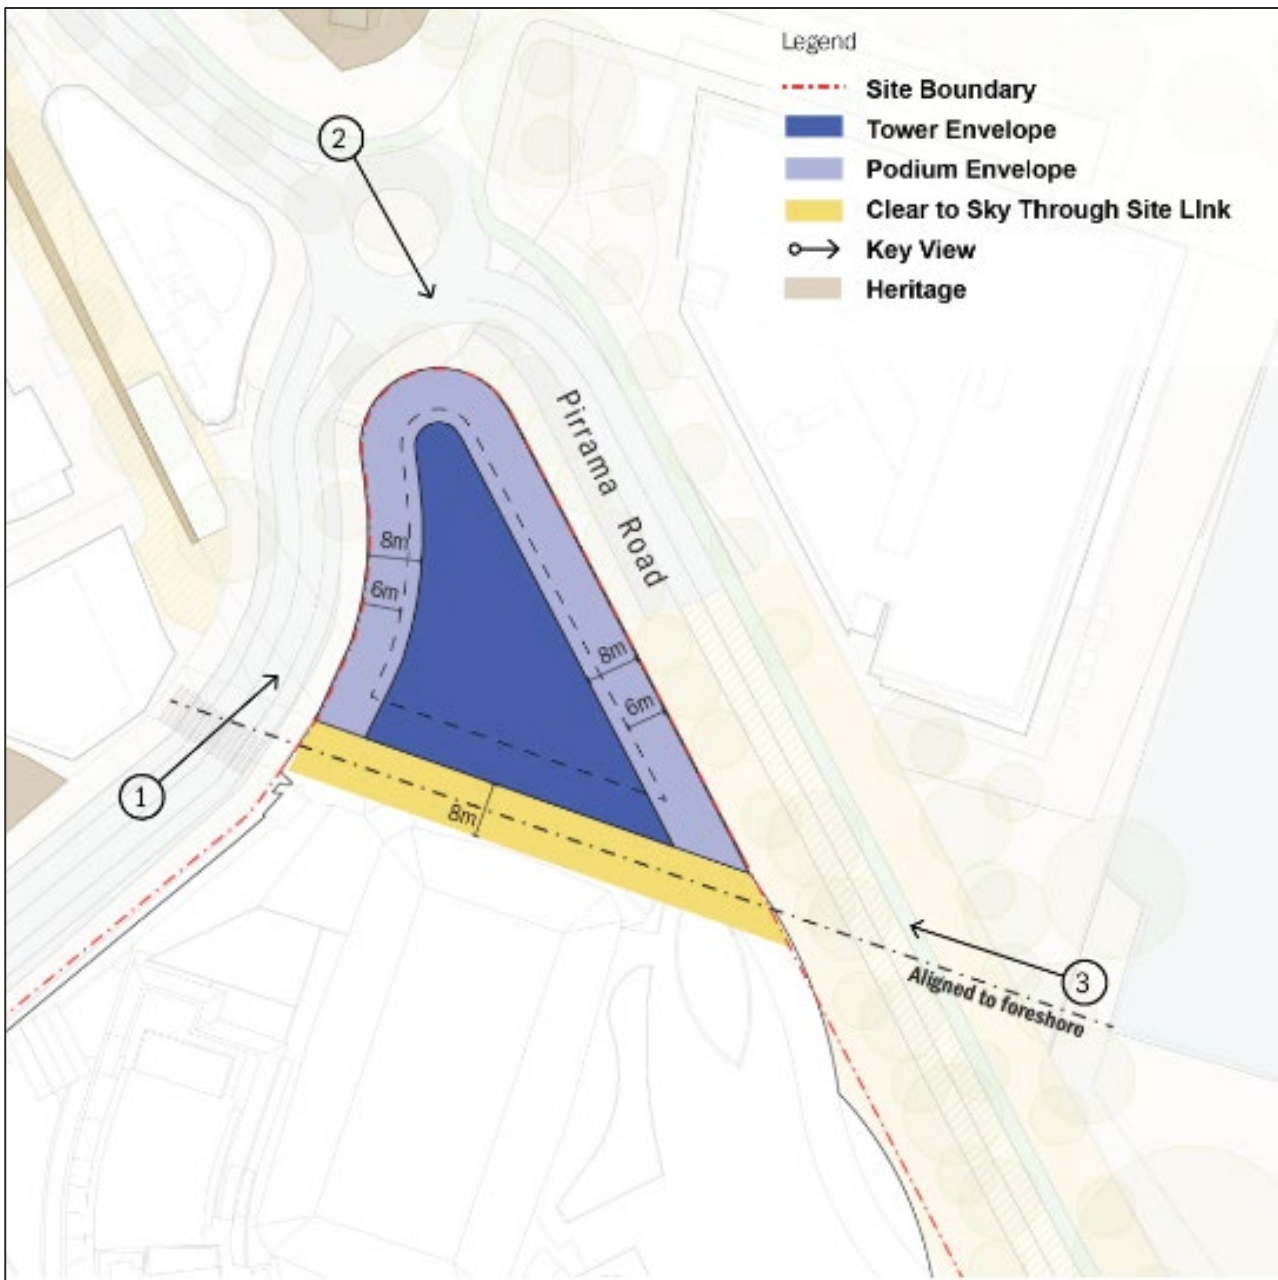 Legend
Site Boundary
Tower Envelope
Podium Envelope
Clear to Sky Through Site LInk
Key View
Heritage
2
Pirrama Road
8m
6m
8m
6m
1
8m
3
Aligned to foreshore